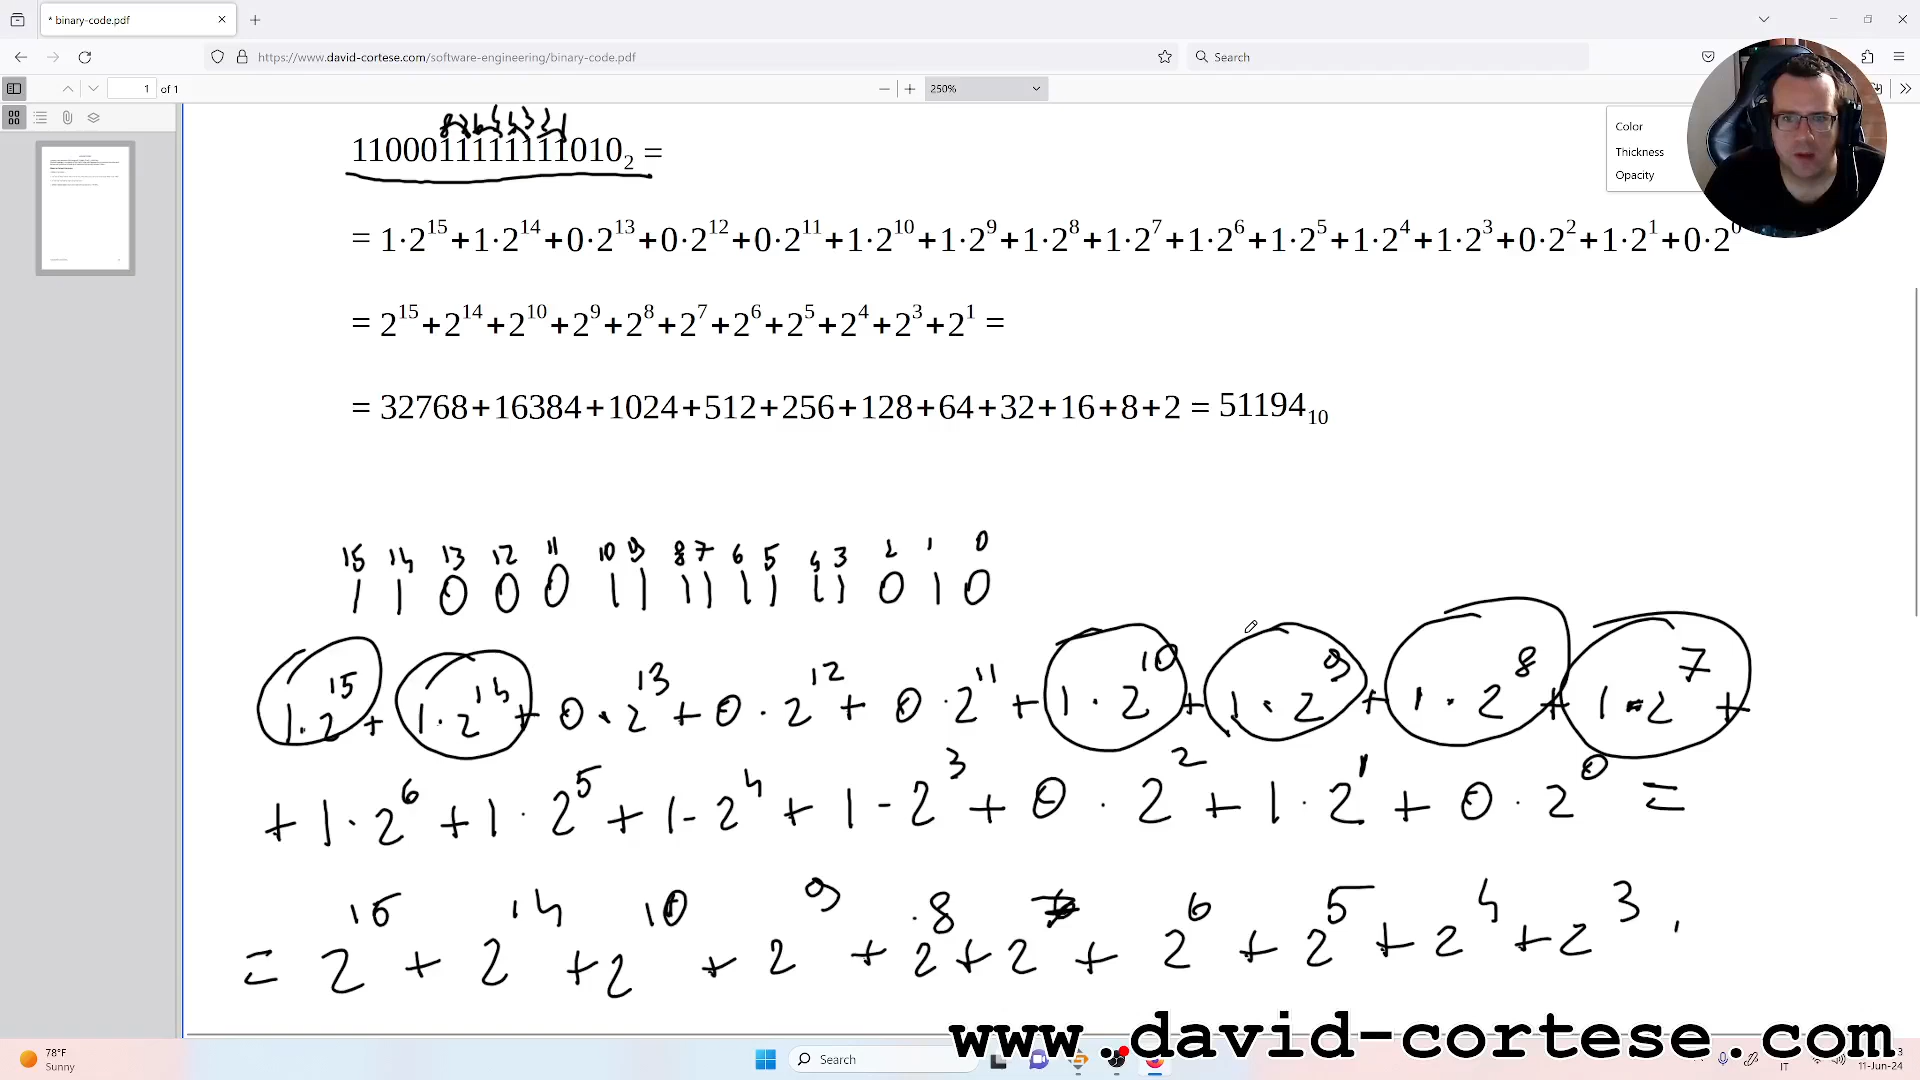 * binary-code.pdf
https://www.david-cortese.com/software-engineering/binary-code.pdf
Search
1 of 1
250%
Color
Thickness
Opacity
1100011111111010₂ =
= 1·2¹⁵+1·2¹⁴+0·2¹³+0·2¹²+0·2¹¹+1·2¹⁰+1·2⁹+1·2⁸+1·2⁷+1·2⁶+1·2⁵+1·2⁴+1·2³+0·2²+1·2¹+0·2⁰
= 2¹⁵+2¹⁴+2¹⁰+2⁹+2⁸+2⁷+2⁶+2⁵+2⁴+2³+2¹ =
= 32768+16384+1024+512+256+128+64+32+16+8+2 = 51194₁₀
15 14 13 12 11 10 9 8 7 6 5 4 3 2 1 0
1 1 0 0 0 1 1 1 1 1 1 1 1 0 1 0
1·2¹⁵ + 1·2¹⁴ + 0·2¹³ + 0·2¹² + 0·2¹¹ + 1·2¹⁰ + 1·2⁹ + 1·2⁸ + 1·2⁷ +
+ 1·2⁶ + 1·2⁵ + 1·2⁴ + 1·2³ + 0·2² + 1·2¹ + 0·2⁰ =
= 2¹⁵ + 2¹⁴ + 2¹⁰ + 2⁹ + 2⁸ + 2 + 2⁶ + 2⁵ + 2⁴ + 2³
www.david-cortese.com
78°F
Sunny
Search
IT
11-Jun-24